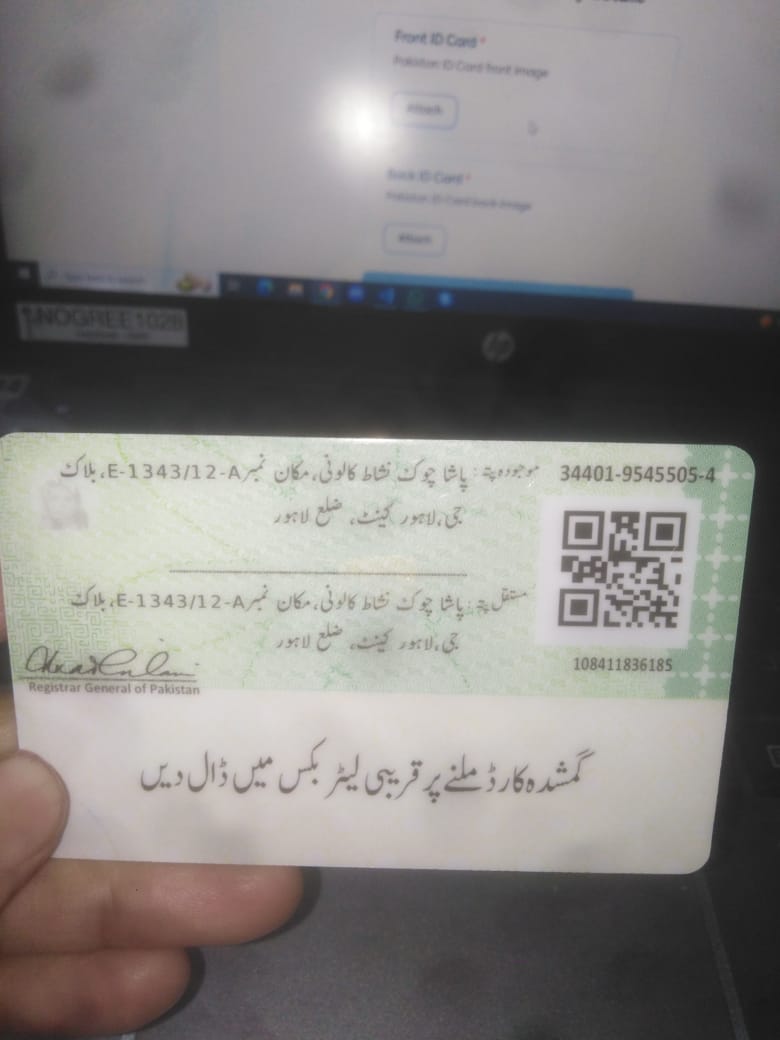 Front ID Card *
Pakistan ID Card front image
Attach
Back ID Card *
Pakistan ID Card back image
Attach
hp
34401-9545505-4
موجودہ پتہ: پاشا چوک نشاط کالونی، مکان نمبر E-1343/12-A، بلاک
جی، لاہور کینٹ، ضلع لاہور
مستقل پتہ: پاشا چوک نشاط کالونی، مکان نمبر E-1343/12-A، بلاک
جی، لاہور کینٹ، ضلع لاہور
108411836185
Registrar General of Pakistan
گمشدہ کارڈ ملنے پر قریبی لیٹر بکس میں ڈال دیں